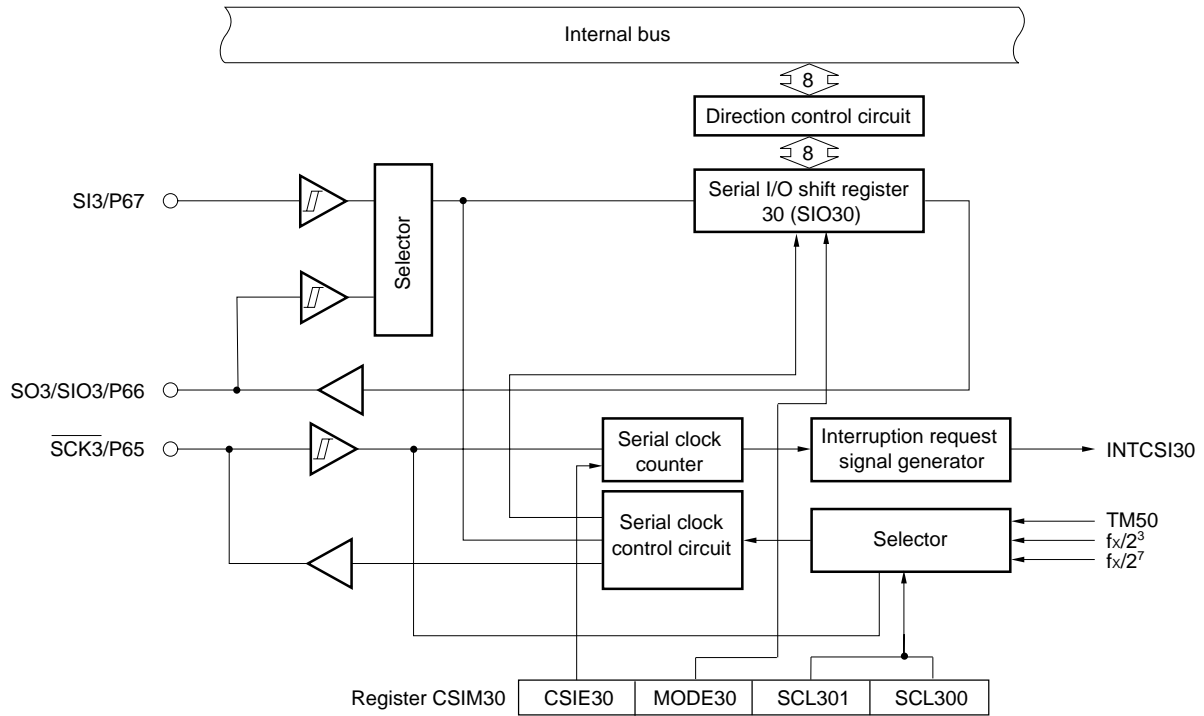 Internal bus
8
Direction control circuit
8
SI3/P67
Selector
Serial I/O shift register
30 (SIO30)
SO3/SIO3/P66
SCK3/P65
Serial clock
counter
Interruption request
signal generator
INTCSI30
Serial clock
control circuit
Selector
TM50
fx/2³
fx/2⁷
Register CSIM30
CSIE30
MODE30
SCL301
SCL300